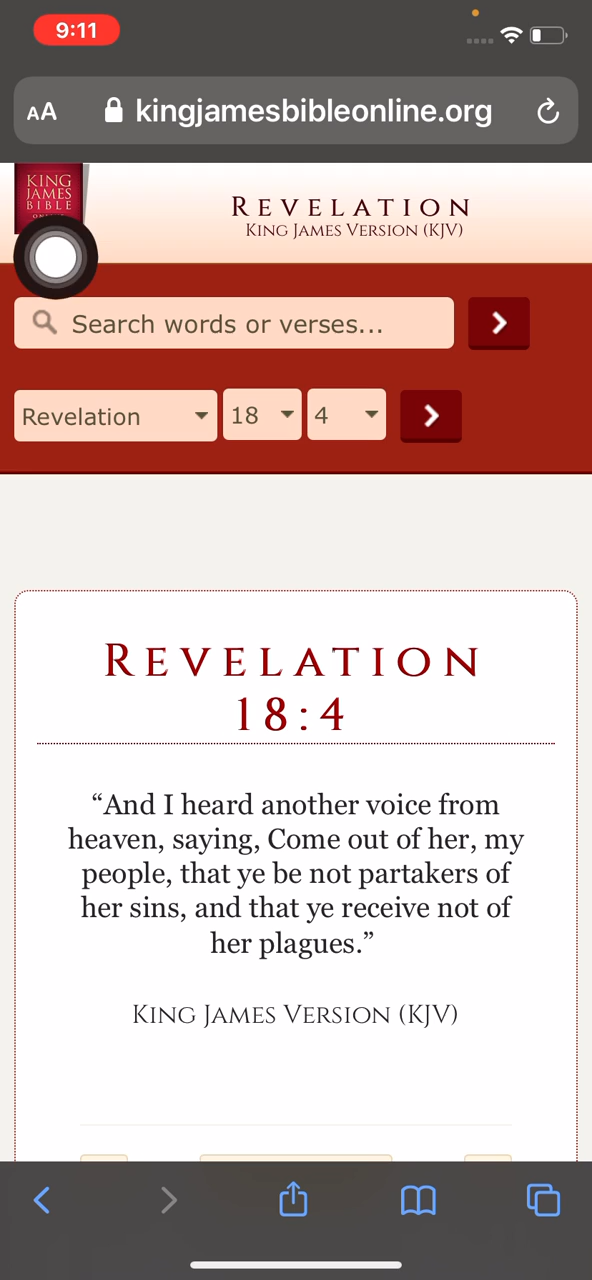 9:11
AA kingjamesbibleonline.org
KING
JAMES
BIBLE
REVELATION
KING JAMES VERSION (KJV)
Search words or verses...
Revelation 18 4
REVELATION
18:4
“And I heard another voice from
heaven, saying, Come out of her, my
people, that ye be not partakers of
her sins, and that ye receive not of
her plagues.”
KING JAMES VERSION (KJV)